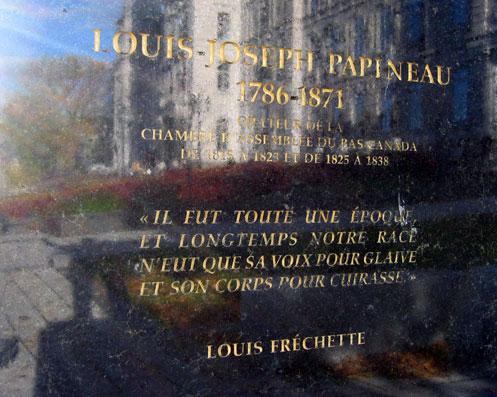 LOUIS JOSEPH PAPINEAU
1786-1871
ORATEUR DE LA
CHAMBRE D'ASSEMBLÉE DU BAS-CANADA
DE 1815 À 1823 ET DE 1825 À 1838
« IL FUT TOUTE UNE ÉPOQUE,
ET LONGTEMPS NOTRE RACE
N'EUT QUE SA VOIX POUR GLAIVE
ET SON CORPS POUR CUIRASSE. »
LOUIS FRÉCHETTE